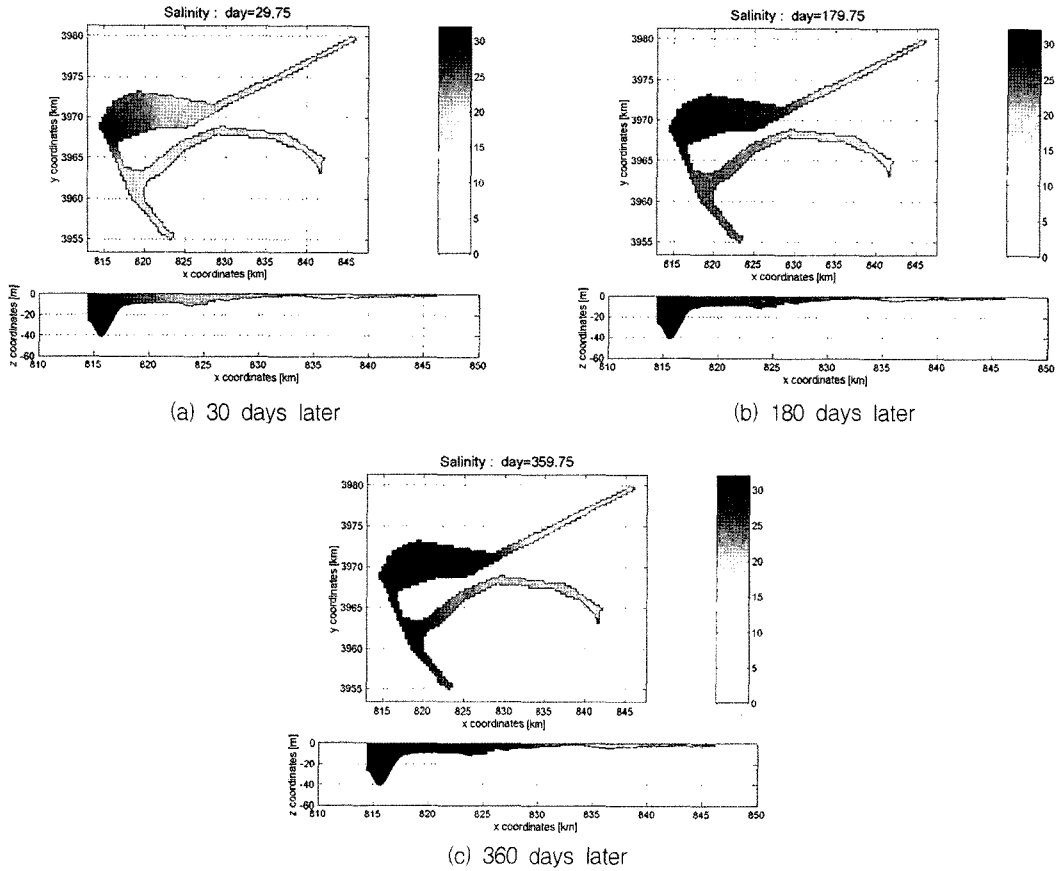 Salinity : day=29.75
3980
3975
3970
3965
3960
3955
y coordinates [km]
815 820 825 830 835 840 845
x coordinates [km]
30
25
20
15
10
5
0
0
-20
-40
-60
z coordinates [m]
810 815 820 825 830 835 840 845 850
x coordinates [km]
(a) 30 days later
Salinity : day=179.75
3980
3975
3970
3965
3960
3955
y coordinates [km]
815 820 825 830 835 840 845
x coordinates [km]
30
25
20
15
10
5
0
0
-20
-40
-60
z coordinates [m]
810 815 820 825 830 835 840 845 850
x coordinates [km]
(b) 180 days later
Salinity : day=359.75
3980
3975
3970
3965
3960
3955
y coordinates [km]
815 820 825 830 835 840 845
x coordinates [km]
30
25
20
15
10
5
0
0
-20
-40
-60
z coordinates [m]
810 815 820 825 830 835 840 845 850
x coordinates [km]
(c) 360 days later